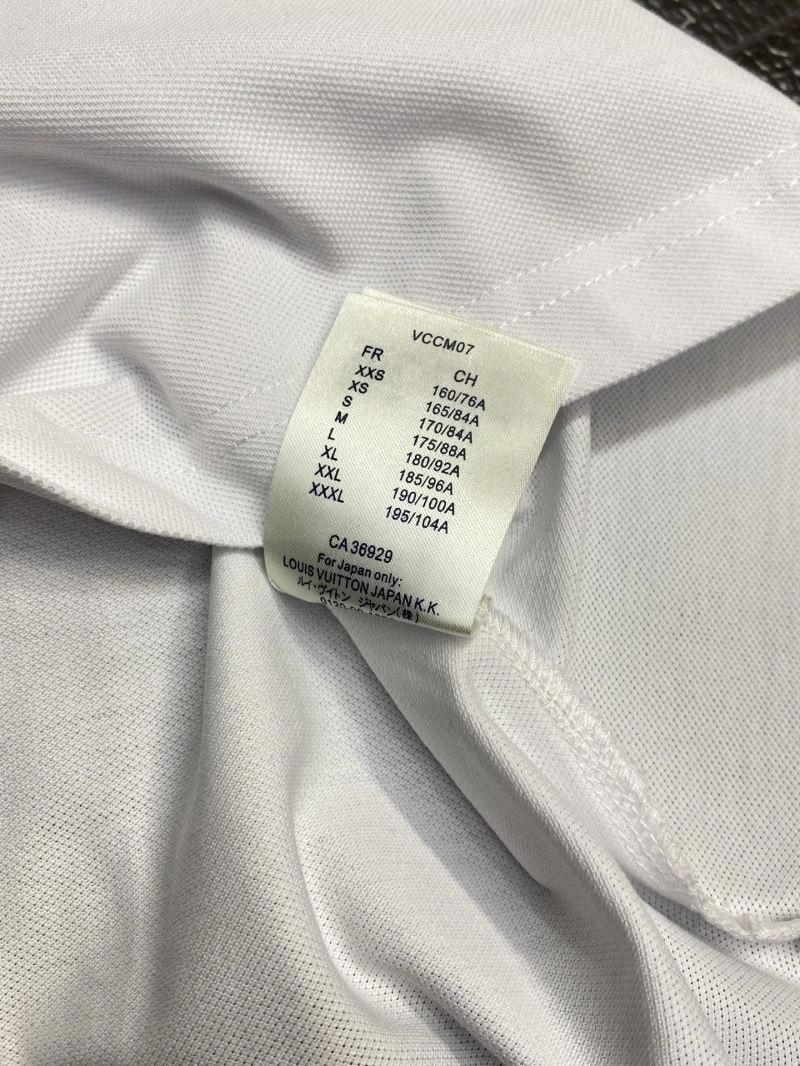 VCCM07
FR CH
XXS 160/76A
XS 165/84A
S 170/84A
M 175/88A
L 180/92A
XL 185/96A
XXL 190/100A
XXXL 195/104A
CA 36929
For Japan only:
LOUIS VUITTON JAPAN K.K.
ルイ・ヴイトン ジャパン(株)